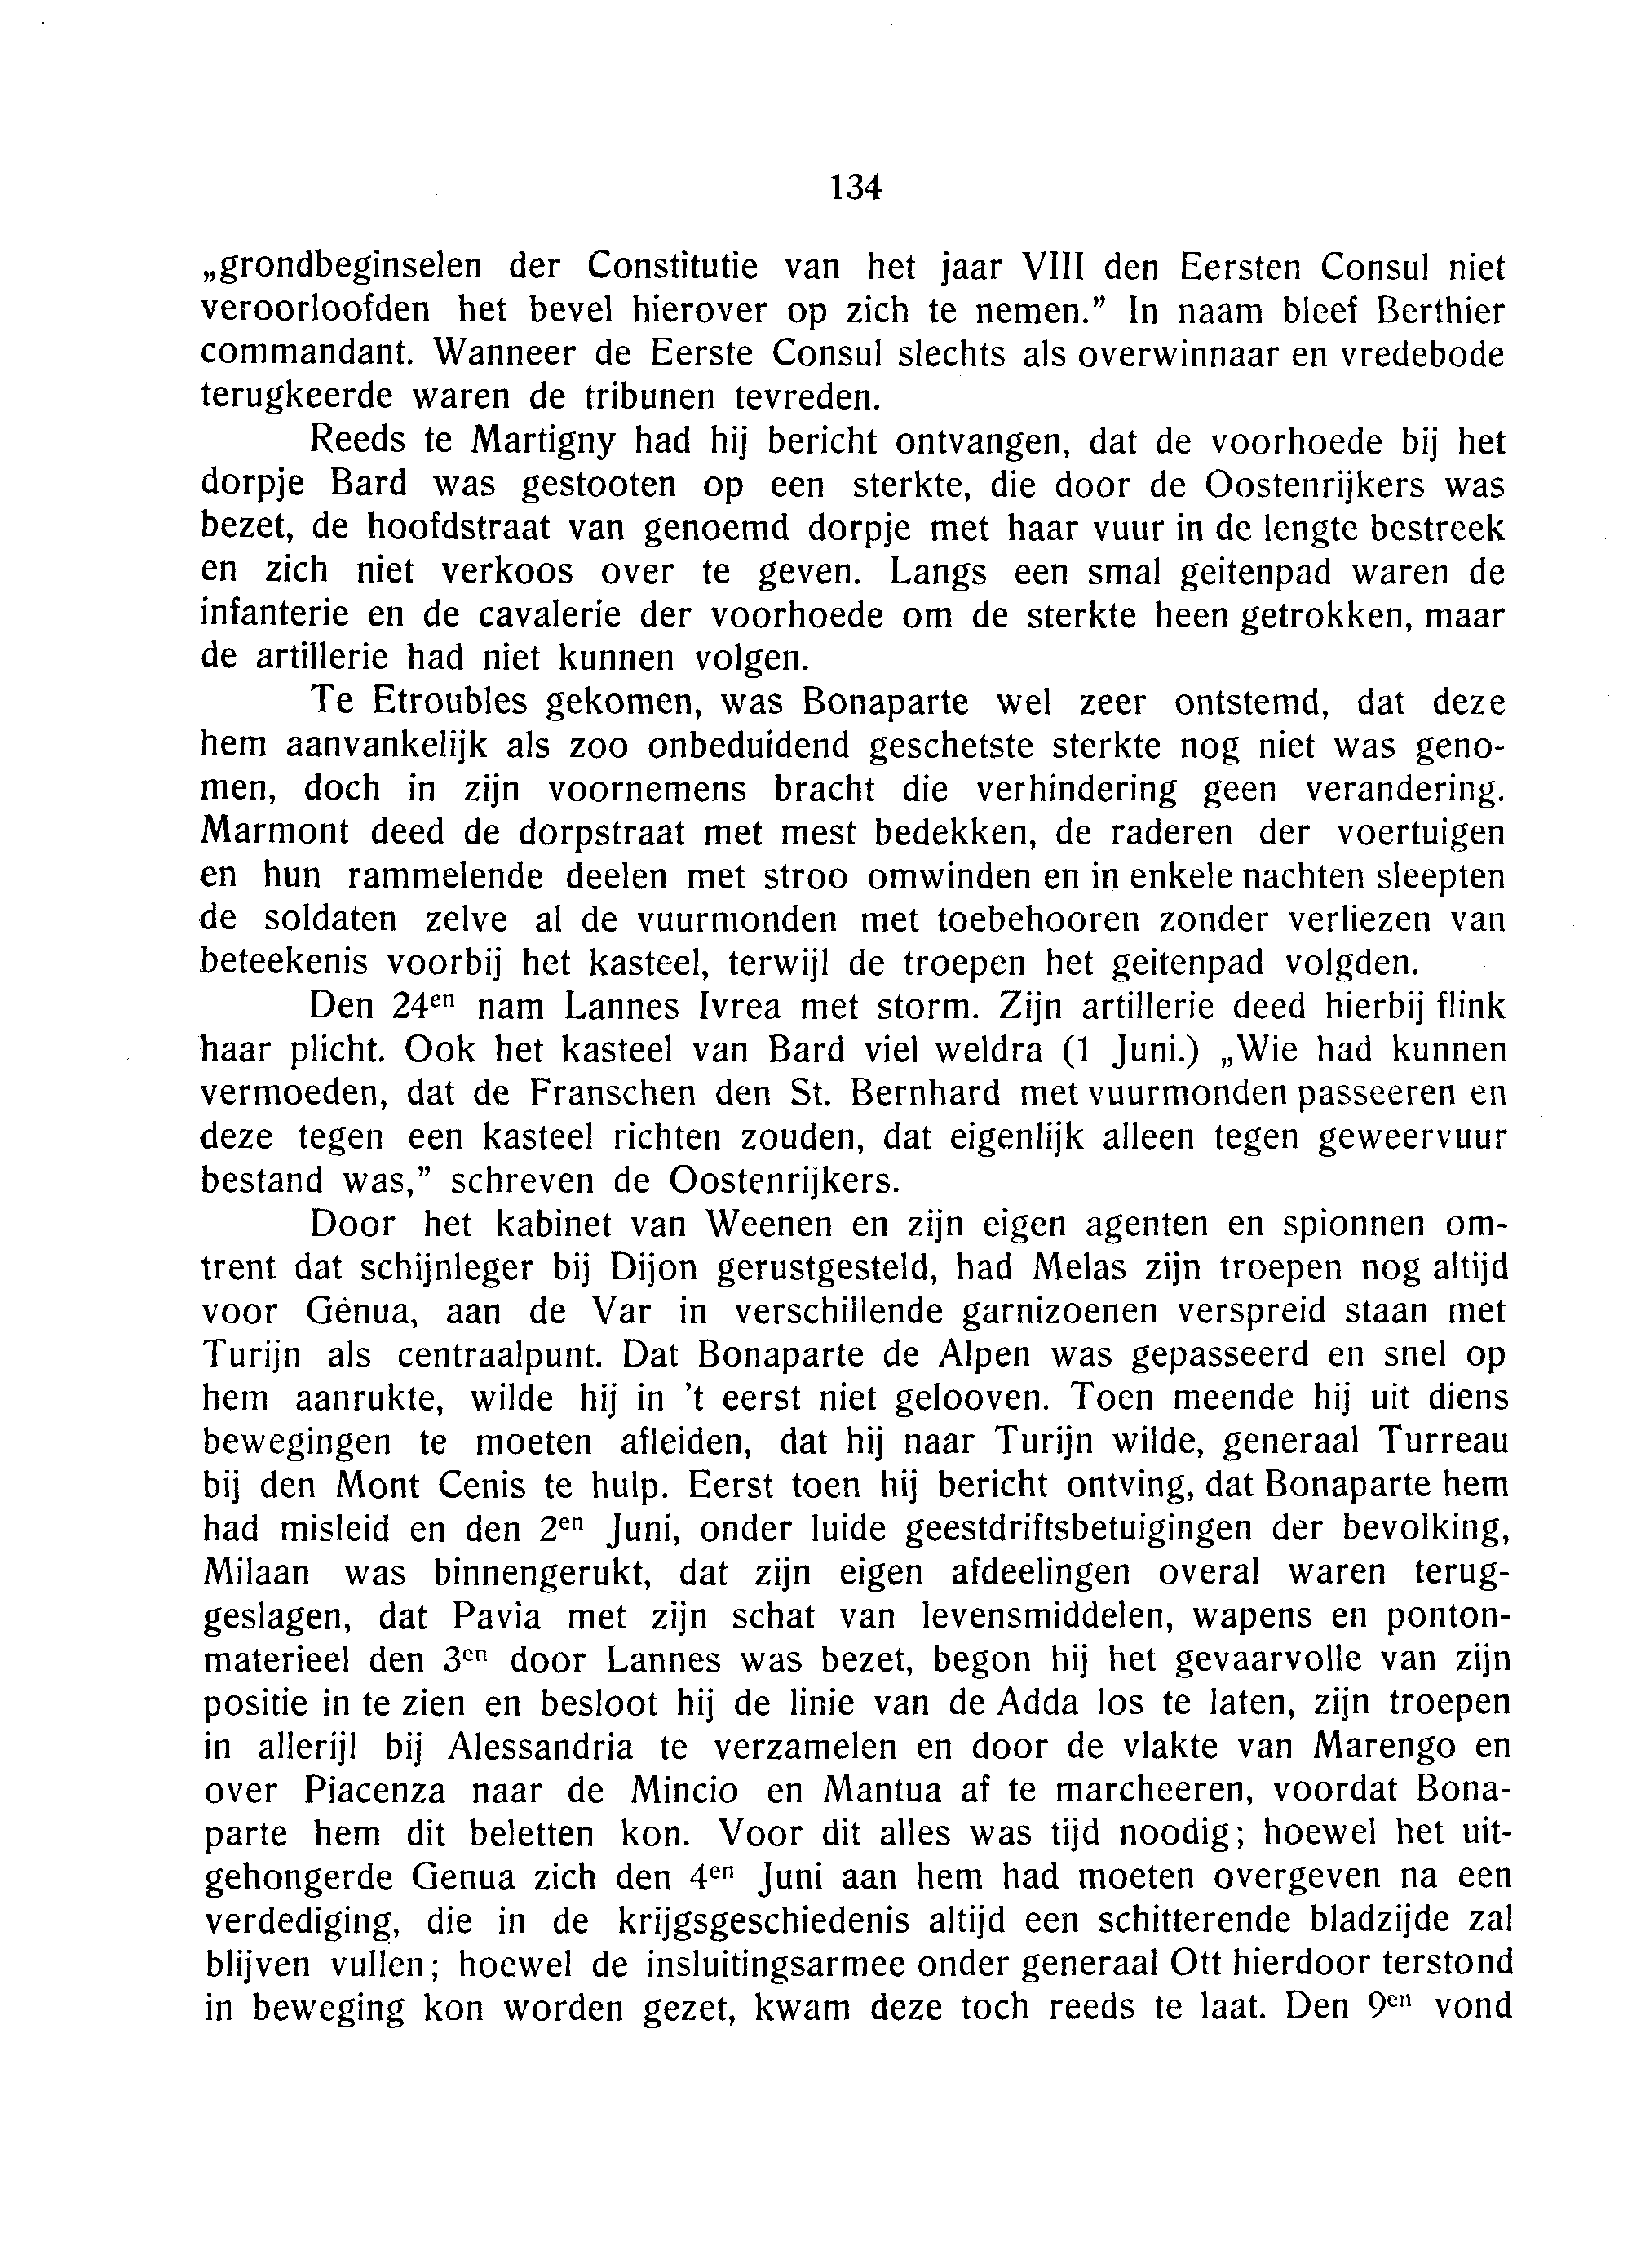 134
„grondbeginselen der Constitutie van het jaar VIII den Eersten Consul niet
veroorloofden het bevel hierover op zich te nemen.” In naam bleef Berthier
commandant. Wanneer de Eerste Consul slechts als overwinnaar en vredebode
terugkeerde waren de tribunen tevreden.
Reeds te Martigny had hij bericht ontvangen, dat de voorhoede bij het
dorpje Bard was gestooten op een sterkte, die door de Oostenrijkers was
bezet, de hoofdstraat van genoemd dorpje met haar vuur in de lengte bestreek
en zich niet verkoos over te geven. Langs een smal geitenpad waren de
infanterie en de cavalerie der voorhoede om de sterkte heen getrokken, maar
de artillerie had niet kunnen volgen.
Te Etroubles gekomen, was Bonaparte wel zeer ontstemd, dat deze
hem aanvankelijk als zoo onbeduidend geschetste sterkte nog niet was geno-
men, doch in zijn voornemens bracht die verhindering geen verandering.
Marmont deed de dorpstraat met mest bedekken, de raderen der voertuigen
en hun rammelende deelen met stroo omwinden en in enkele nachten sleepten
de soldaten zelve al de vuurmonden met toebehooren zonder verliezen van
beteekenis voorbij het kasteel, terwijl de troepen het geitenpad volgden.
Den 24en nam Lannes Ivrea met storm. Zijn artillerie deed hierbij flink
haar plicht. Ook het kasteel van Bard viel weldra (1 Juni.) „Wie had kunnen
vermoeden, dat de Franschen den St. Bernhard met vuurmonden passeeren en
deze tegen een kasteel richten zouden, dat eigenlijk alleen tegen geweervuur
bestand was,” schreven de Oostenrijkers.
Door het kabinet van Weenen en zijn eigen agenten en spionnen om-
trent dat schijnleger bij Dijon gerustgesteld, had Melas zijn troepen nog altijd
voor Génua, aan de Var in verschillende garnizoenen verspreid staan met
Turijn als centraalpunt. Dat Bonaparte de Alpen was gepasseerd en snel op
hem aanrukte, wilde hij in 't eerst niet gelooven. Toen meende hij uit diens
bewegingen te moeten afleiden, dat hij naar Turijn wilde, generaal Turreau
bij den Mont Cenis te hulp. Eerst toen hij bericht ontving, dat Bonaparte hem
had misleid en den 2en Juni, onder luide geestdriftsbetuigingen der bevolking,
Milaan was binnengerukt, dat zijn eigen afdeelingen overal waren terug-
geslagen, dat Pavia met zijn schat van levensmiddelen, wapens en ponton-
materieel den 3en door Lannes was bezet, begon hij het gevaarvolle van zijn
positie in te zien en besloot hij de linie van de Adda los te laten, zijn troepen
in allerijl bij Alessandria te verzamelen en door de vlakte van Marengo en
over Piacenza naar de Mincio en Mantua af te marcheeren, voordat Bona-
parte hem dit beletten kon. Voor dit alles was tijd noodig; hoewel het uit-
gehongerde Genua zich den 4en Juni aan hem had moeten overgeven na een
verdediging, die in de krijgsgeschiedenis altijd een schitterende bladzijde zal
blijven vullen; hoewel de insluitingsarmee onder generaal Ott hierdoor terstond
in beweging kon worden gezet, kwam deze toch reeds te laat. Den 9en vond